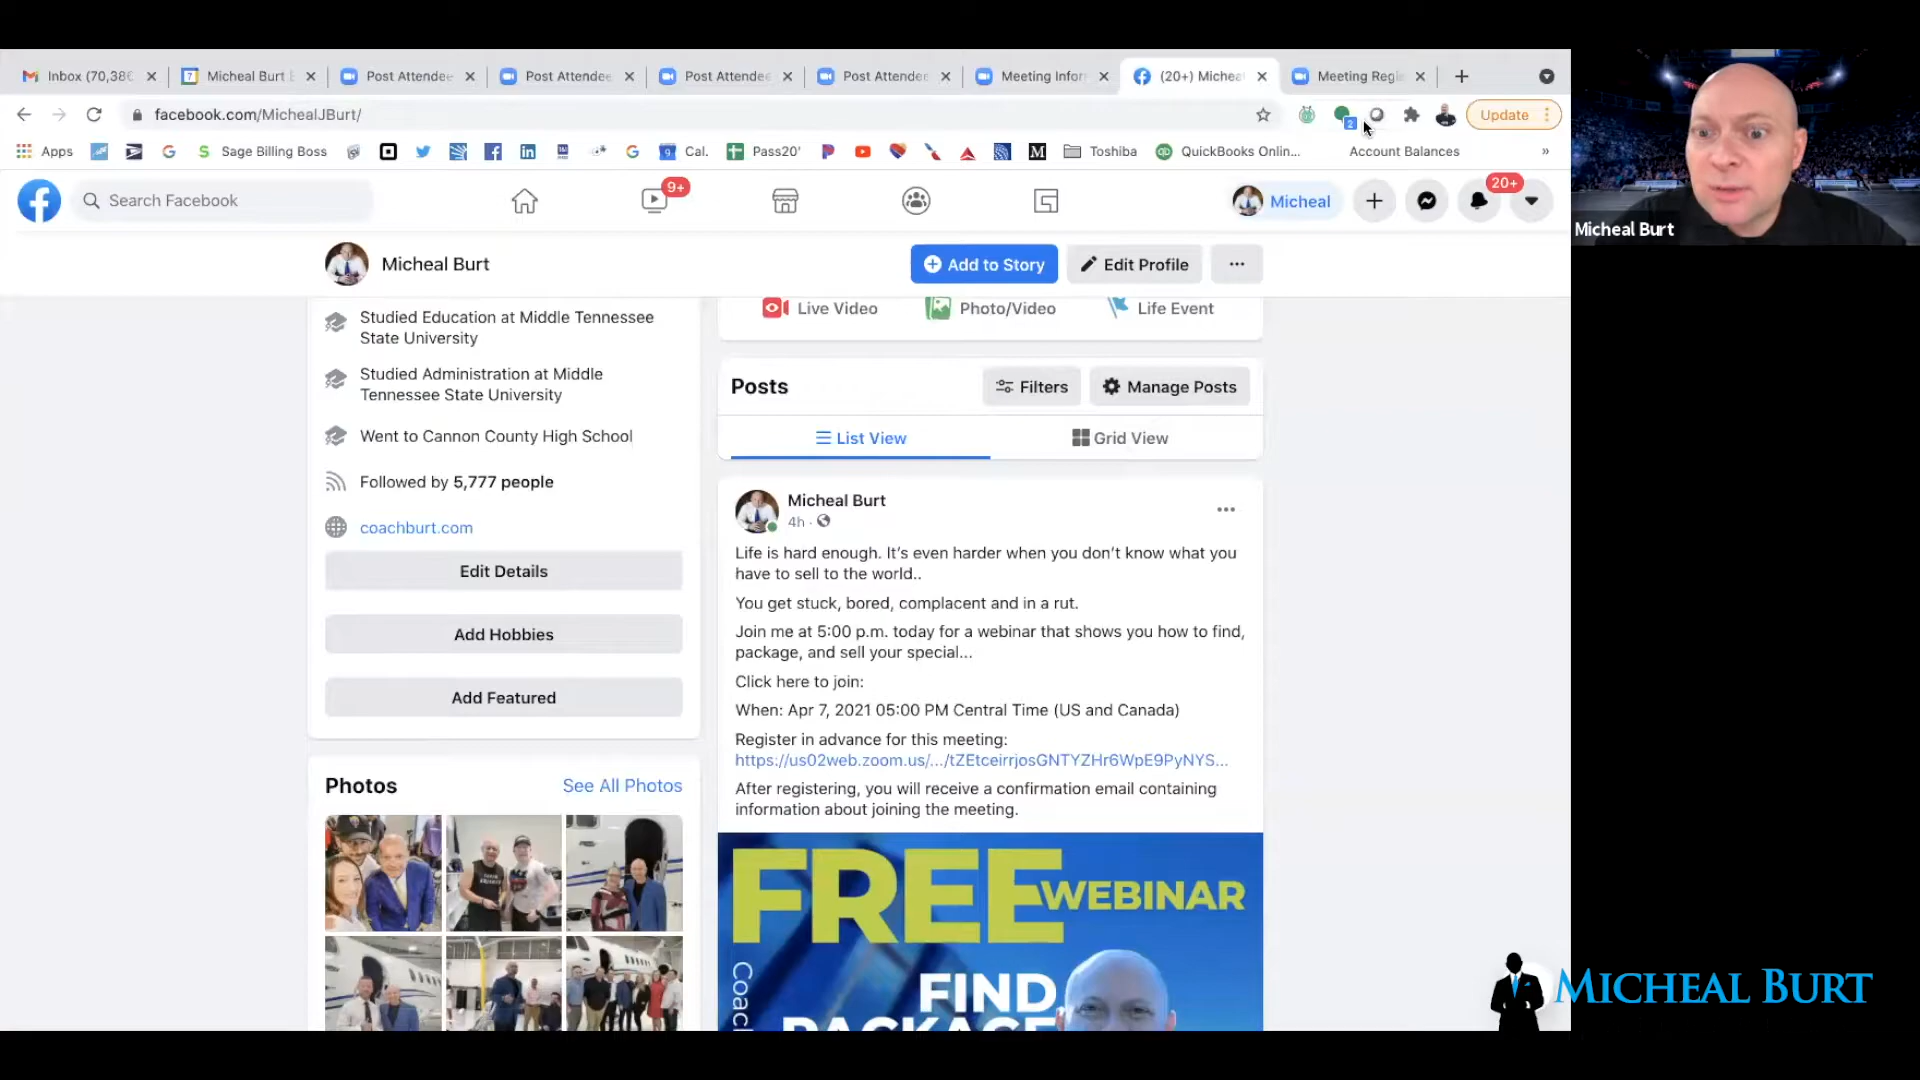 Inbox (70,38
Micheal Burt
Post Attendee
Post Attendee
Post Attendee
Post Attendee
Meeting Infor
(20+) Micheal
Meeting Regis
facebook.com/MichealJBurt/
2
Update
Apps
Sage Billing Boss
Cal.
Pass20'
Toshiba
QuickBooks Onlin...
Account Balances
»
Search Facebook
9+
Micheal
20+
Micheal Burt
Micheal Burt
Add to Story
Edit Profile
Studied Education at Middle Tennessee
State University
Studied Administration at Middle
Tennessee State University
Went to Cannon County High School
Followed by 5,777 people
coachburt.com
Edit Details
Add Hobbies
Add Featured
Photos
See All Photos
Live Video
Photo/Video
Life Event
Posts
Filters
Manage Posts
List View
Grid View
Micheal Burt
4h ·
Life is hard enough. It's even harder when you don't know what you
have to sell to the world..
You get stuck, bored, complacent and in a rut.
Join me at 5:00 p.m. today for a webinar that shows you how to find,
package, and sell your special...
Click here to join:
When: Apr 7, 2021 05:00 PM Central Time (US and Canada)
Register in advance for this meeting:
https://us02web.zoom.us/.../tZEtceirrjosGNTYZHr6WpE9PyNYS...
After registering, you will receive a confirmation email containing
information about joining the meeting.
FREE WEBINAR
Coach
FIND
PACKAGE
MICHEAL BURT